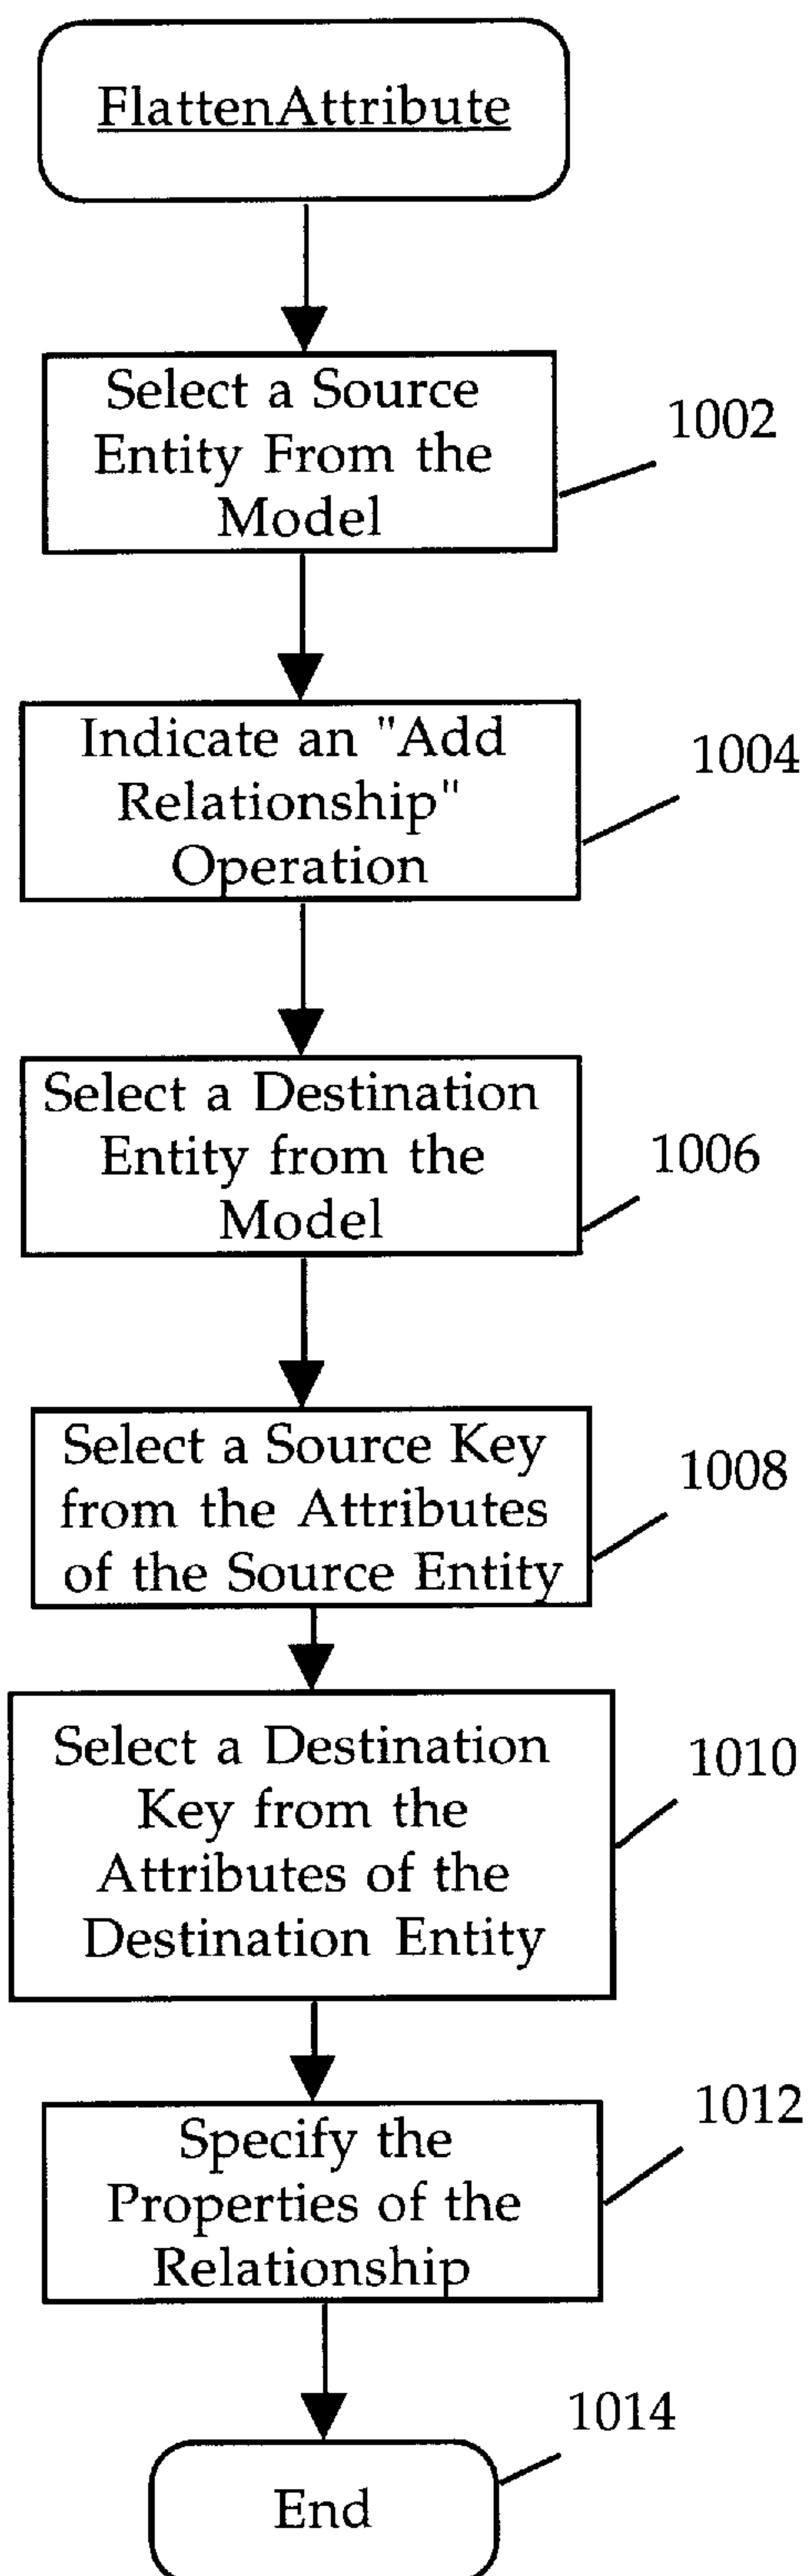 FlattenAttribute
Select a Source
Entity From the
Model
1002
Indicate an "Add
Relationship"
Operation
1004
Select a Destination
Entity from the
Model
1006
Select a Source Key
from the Attributes
of the Source Entity
1008
Select a Destination
Key from the
Attributes of the
Destination Entity
1010
Specify the
Properties of the
Relationship
1012
End
1014